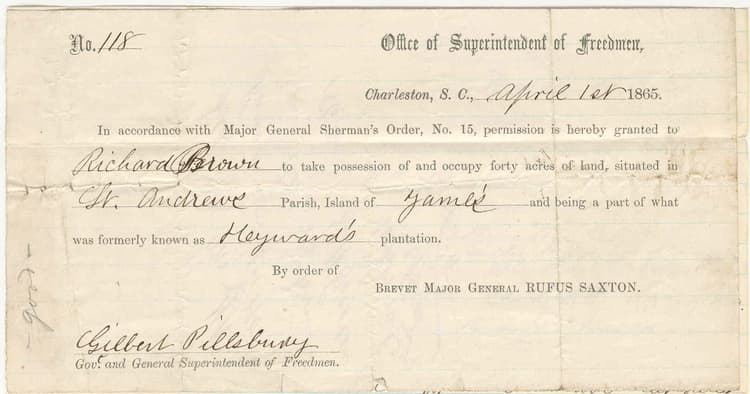 No. 118
Office of Superintendent of Freedmen,
Charleston, S. C., April 1st 1865.
In accordance with Major General Sherman's Order, No. 15, permission is hereby granted to
Richard Brown to take possession of and occupy forty acres of land, situated in
St. Andrews Parish, Island of James and being a part of what
was formerly known as Heyward's plantation.
By order of
Brevet Major General RUFUS SAXTON.
Gilbert Pillsbury
Gov't and General Superintendent of Freedmen.
good